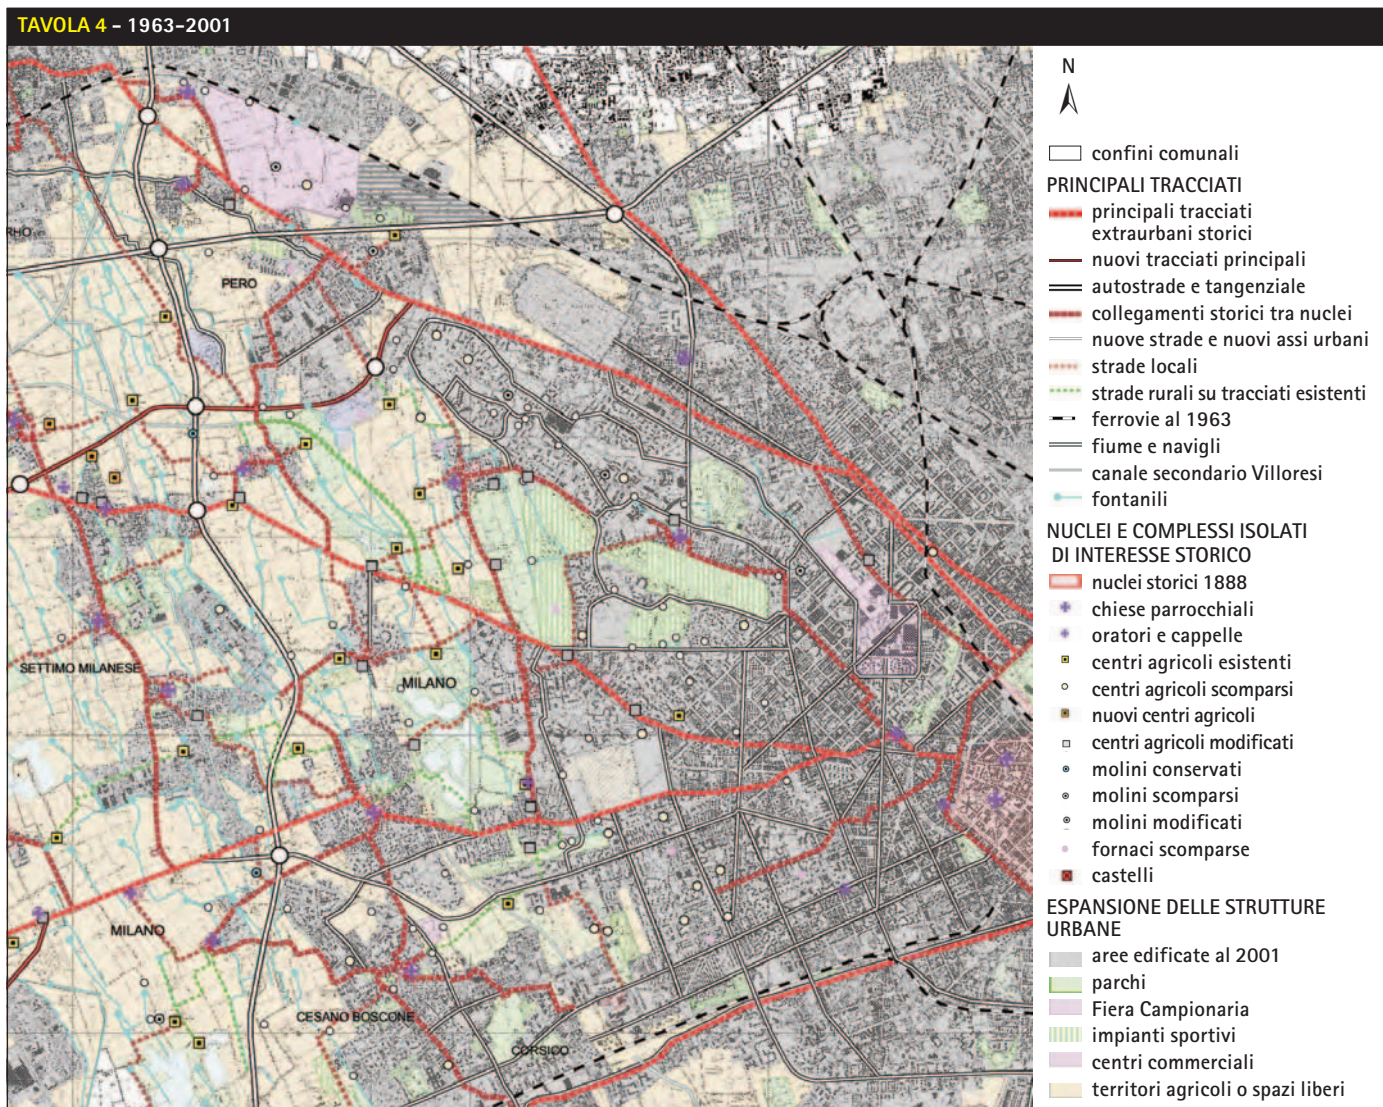 TAVOLA 4 - 1963-2001
RHO
PERO
SETTIMO MILANESE
MILANO
MILANO
CESANO BOSCONE
CORSICO
N
confini comunali
PRINCIPALI TRACCIATI
principali tracciati
extraurbani storici
nuovi tracciati principali
autostrade e tangenziale
collegamenti storici tra nuclei
nuove strade e nuovi assi urbani
strade locali
strade rurali su tracciati esistenti
ferrovie al 1963
fiume e navigli
canale secondario Villoresi
fontanili
NUCLEI E COMPLESSI ISOLATI
DI INTERESSE STORICO
nuclei storici 1888
chiese parrocchiali
oratori e cappelle
centri agricoli esistenti
centri agricoli scomparsi
nuovi centri agricoli
centri agricoli modificati
molini conservati
molini scomparsi
molini modificati
fornaci scomparse
castelli
ESPANSIONE DELLE STRUTTURE
URBANE
aree edificate al 2001
parchi
Fiera Campionaria
impianti sportivi
centri commerciali
territori agricoli o spazi liberi